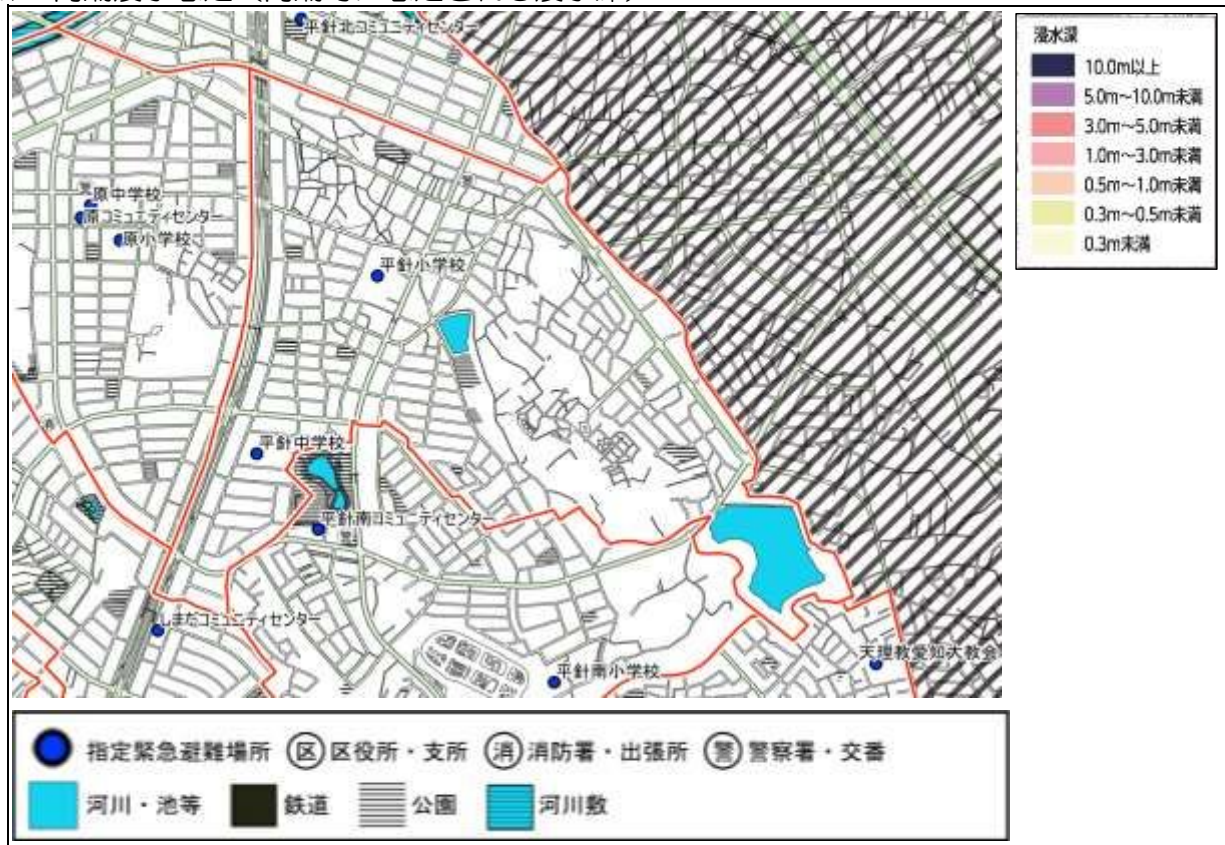 平針北コミュニティセンター
原中学校
原コミュニティセンター
原小学校
平針小学校
平針中学校
平針南コミュニティセンター
しまだコミュニティセンター
平針南小学校
天理教愛知大教会
浸水深
10.0m以上
5.0m～10.0m未満
3.0m～5.0m未満
1.0m～3.0m未満
0.5m～1.0m未満
0.3m～0.5m未満
0.3m未満
指定緊急避難場所 区 区役所・支所 消 消防署・出張所 警 警察署・交番
河川・池等 鉄道 公園 河川敷